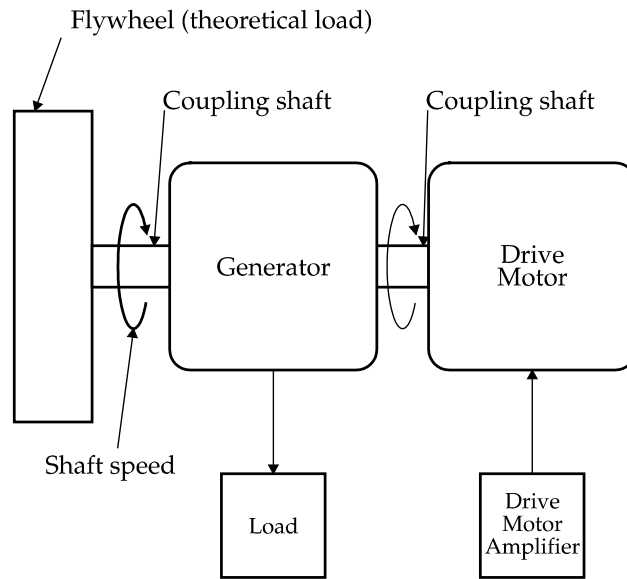 Flywheel (theoretical load)
Coupling shaft
Coupling shaft
Generator
Drive
Motor
Shaft speed
Load
Drive
Motor
Amplifier